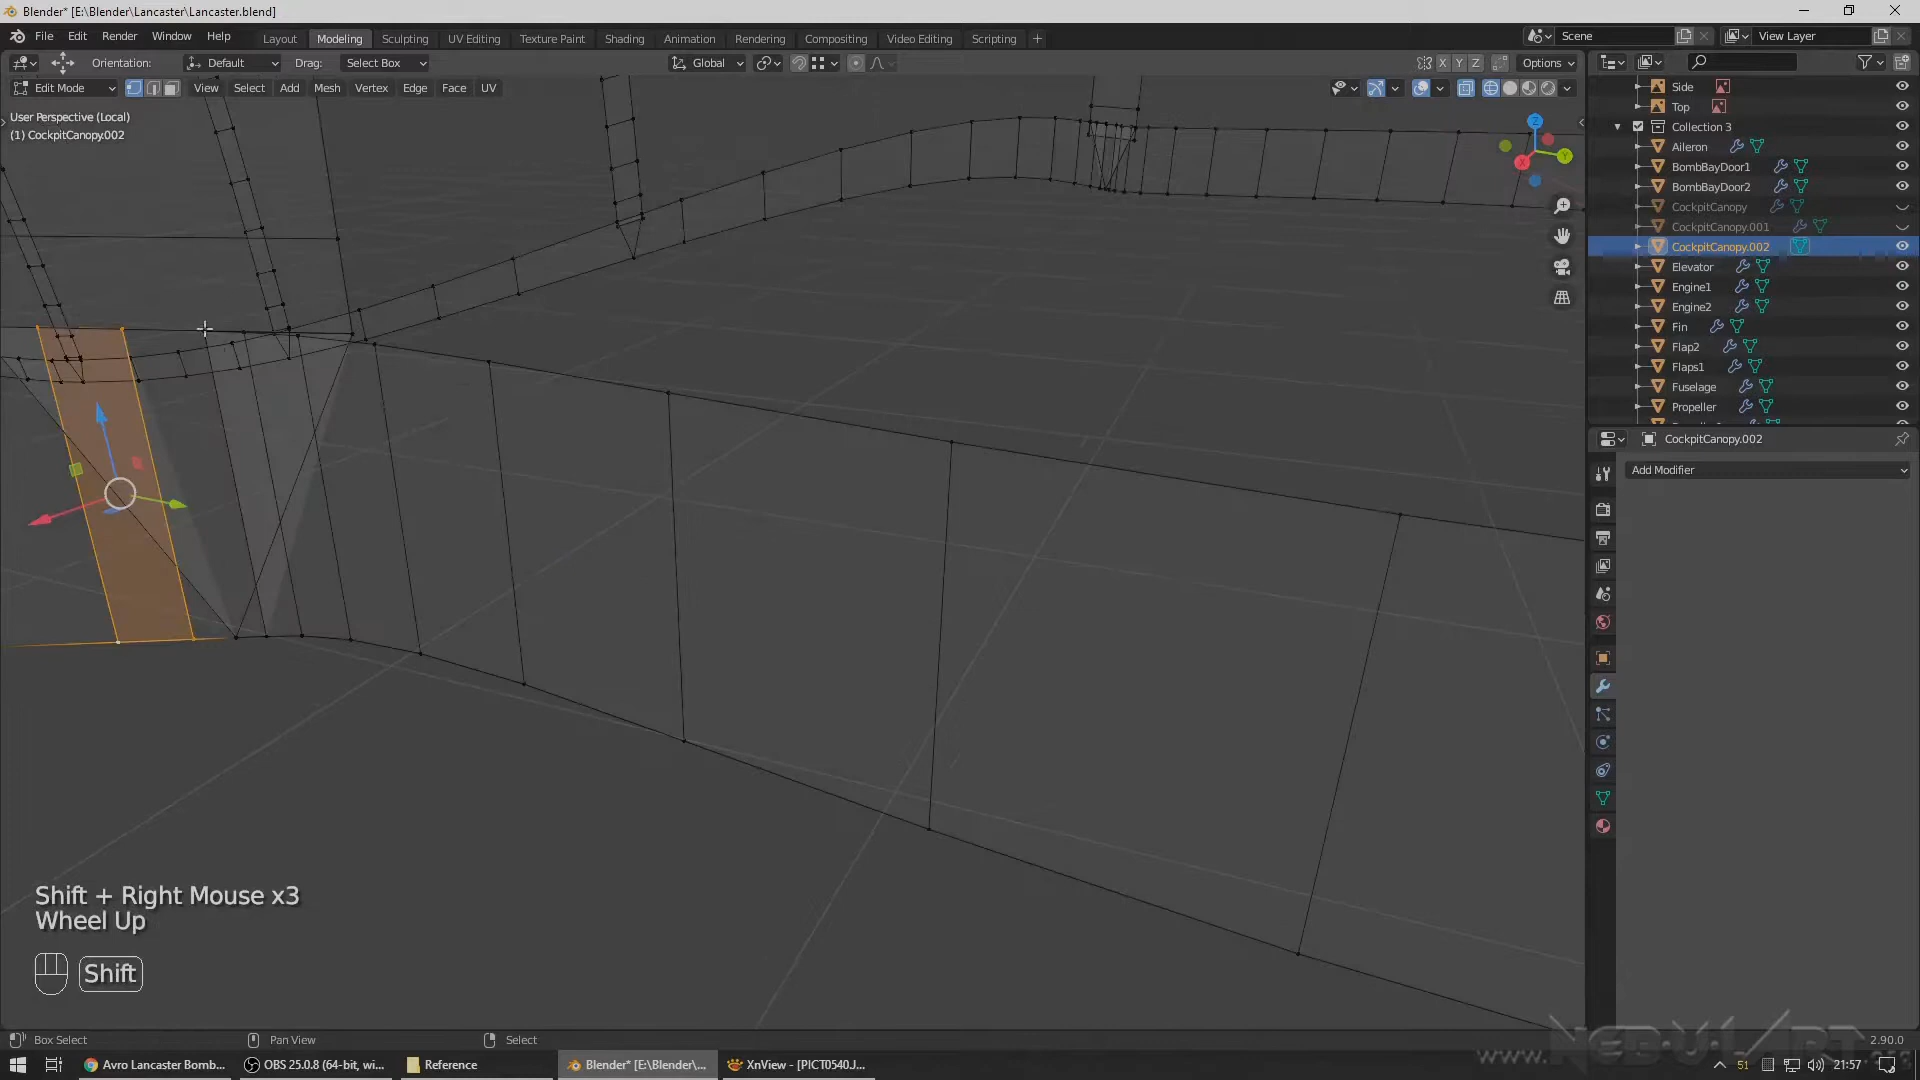 Blender* [E:\Blender\Lancaster\Lancaster.blend]
File Edit Render Window Help
Layout Modeling Sculpting UV Editing Texture Paint Shading Animation Rendering Compositing Video Editing Scripting +
Scene
View Layer
Orientation: Default Drag: Select Box
Global
X Y Z Options
Edit Mode View Select Add Mesh Vertex Edge Face UV
User Perspective (Local)
(1) CockpitCanopy.002
Z
Y
X
Side
Top
Collection 3
Aileron
BombBayDoor1
BombBayDoor2
CockpitCanopy
CockpitCanopy.001
CockpitCanopy.002
Elevator
Engine1
Engine2
Fin
Flap2
Flaps1
Fuselage
Propeller
CockpitCanopy.002
Add Modifier
Shift + Right Mouse x3
Wheel Up
Shift
Box Select Pan View Select
2.90.0
www.NEBULART
Avro Lancaster Bomb...
OBS 25.0.8 (64-bit, wi...
Reference
Blender* [E:\Blender\...
XnView - [PICT0540.J...
51
21:57